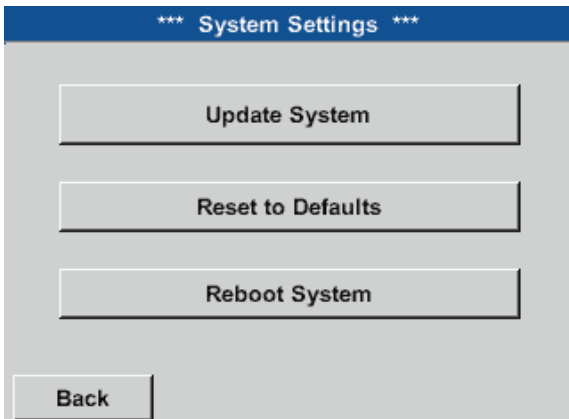 *** System Settings ***
Update System
Reset to Defaults
Reboot System
Back